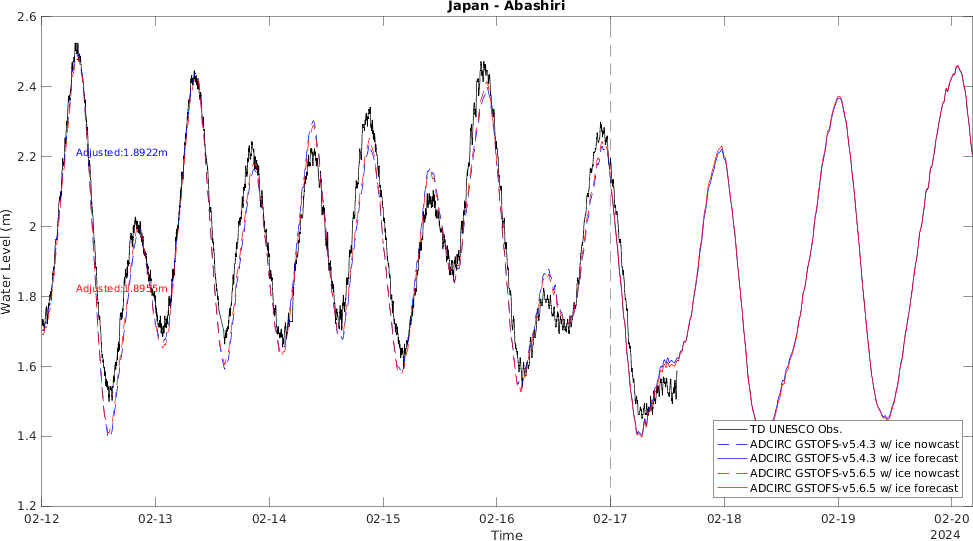 Japan - Abashiri
2.6
2.4
2.2
2
1.8
1.6
1.4
1.2
Water Level (m)
Adjusted:1.8922m
Adjusted:1.8955m
TD UNESCO Obs.
ADCIRC GSTOFS-v5.4.3 w/ ice nowcast
ADCIRC GSTOFS-v5.4.3 w/ ice forecast
ADCIRC GSTOFS-v5.6.5 w/ ice nowcast
ADCIRC GSTOFS-v5.6.5 w/ ice forecast
02-12 02-13 02-14 02-15 02-16 02-17 02-18 02-19 02-20
Time
2024